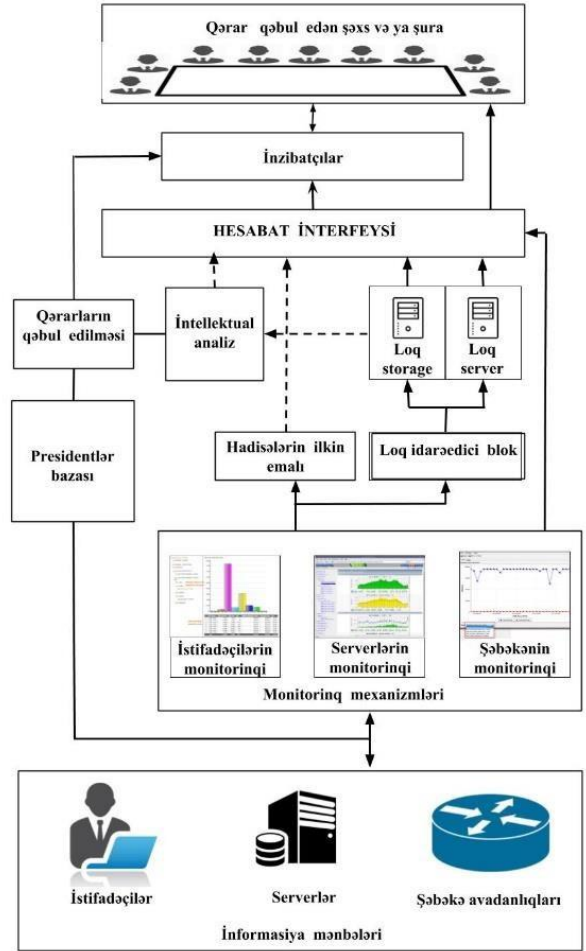 Qərar qəbul edən şəxs və ya şura
İnzibatçılar
HESABAT İNTERFEYSİ
Qərarların
qəbul edilməsi
İntellektual
analiz
Loq
storage
Loq
server
Presidentlər
bazası
Hadisələrin ilkin
emalı
Loq idarəedici blok
İstifadəçilərin
monitorinqi
Serverlərin
monitorinqi
Şəbəkənin
monitorinqi
Monitorinq mexanizmləri
İstifadəçilər
Serverlər
Şəbəkə avadanlıqları
İnformasiya mənbələri